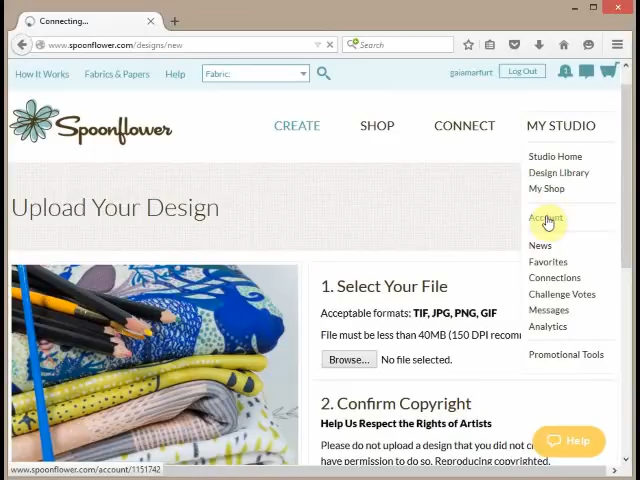 Connecting...
www.spoonflower.com/designs/new
Search
How It Works
Fabrics & Papers
Help
Fabric:
gaiamarfurt
Log Out
1
Spoonflower
CREATE
SHOP
CONNECT
MY STUDIO
Studio Home
Design Library
My Shop
Account
News
Favorites
Connections
Challenge Votes
Messages
Analytics
Promotional Tools
Upload Your Design
1. Select Your File
Acceptable formats: TIF, JPG, PNG, GIF
File must be less than 40MB (150 DPI recom
Browse... No file selected.
2. Confirm Copyright
Help Us Respect the Rights of Artists
Please do not upload a design that you did not c
have permission to do so. Reproducing copyrighted,
Help
www.spoonflower.com/account/1151742